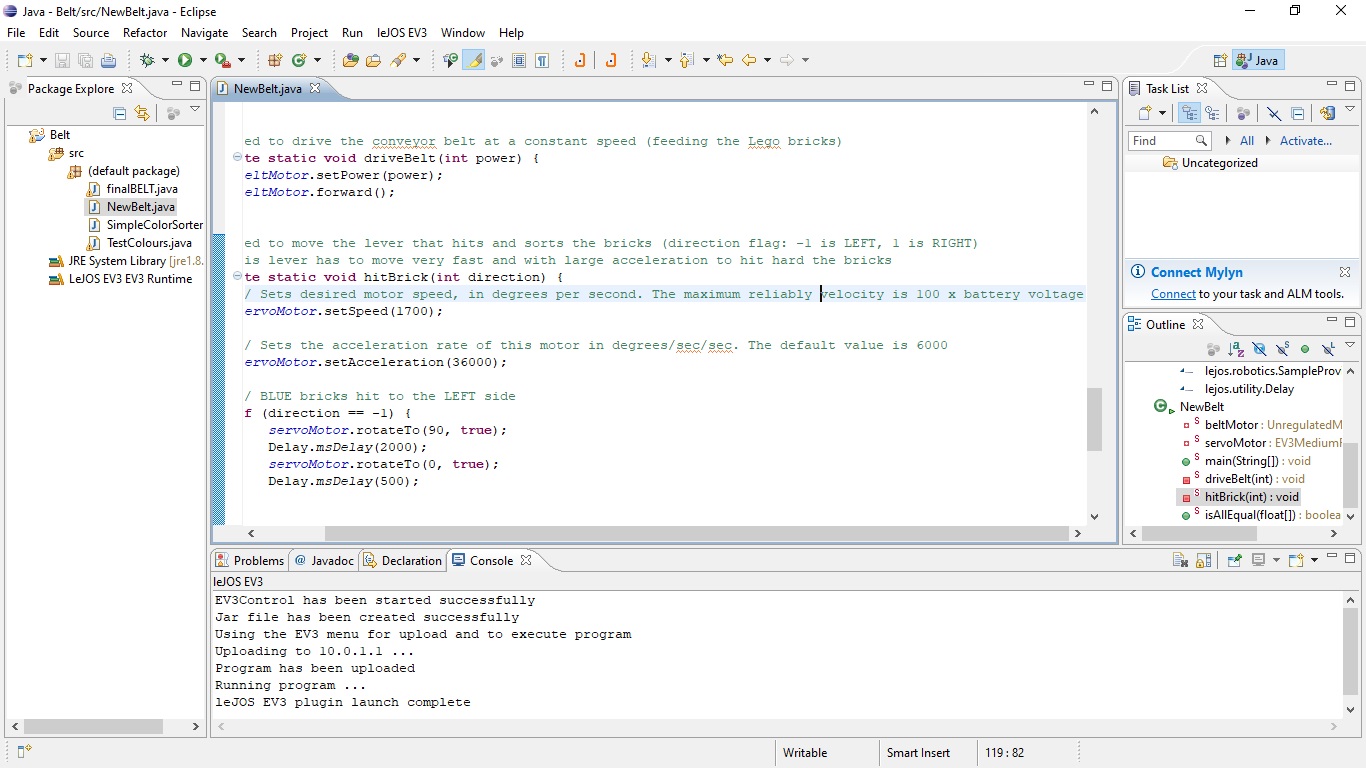 Java - Belt/src/NewBelt.java - Eclipse
File Edit Source Refactor Navigate Search Project Run leJOS EV3 Window Help
Java
Package Explore
Belt
src
(default package)
finalBELT.java
NewBelt.java
SimpleColorSorter
TestColours.java
JRE System Library [jre1.8.
LeJOS EV3 EV3 Runtime
NewBelt.java
ed to drive the conveyor belt at a constant speed (feeding the Lego bricks)
te static void driveBelt(int power) {
eltMotor.setPower(power);
eltMotor.forward();
ed to move the lever that hits and sorts the bricks (direction flag: -1 is LEFT, 1 is RIGHT)
is lever has to move very fast and with large acceleration to hit hard the bricks
te static void hitBrick(int direction) {
/ Sets desired motor speed, in degrees per second. The maximum reliably velocity is 100 x battery voltage
ervoMotor.setSpeed(1700);
/ Sets the acceleration rate of this motor in degrees/sec/sec. The default value is 6000
ervoMotor.setAcceleration(36000);
/ BLUE bricks hit to the LEFT side
f (direction == -1) {
servoMotor.rotateTo(90, true);
Delay.msDelay(2000);
servoMotor.rotateTo(0, true);
Delay.msDelay(500);
Task List
Find All Activate...
Uncategorized
Connect Mylyn
Connect to your task and ALM tools.
Outline
lejos.robotics.SampleProv
lejos.utility.Delay
NewBelt
beltMotor : UnregulatedM
servoMotor : EV3Medium
main(String[]) : void
driveBelt(int) : void
hitBrick(int) : void
isAllEqual(float[]) : boolea
Problems @ Javadoc Declaration Console
leJOS EV3
EV3Control has been started successfully
Jar file has been created successfully
Using the EV3 menu for upload and to execute program
Uploading to 10.0.1.1 ...
Program has been uploaded
Running program ...
leJOS EV3 plugin launch complete
Writable Smart Insert 119 : 82